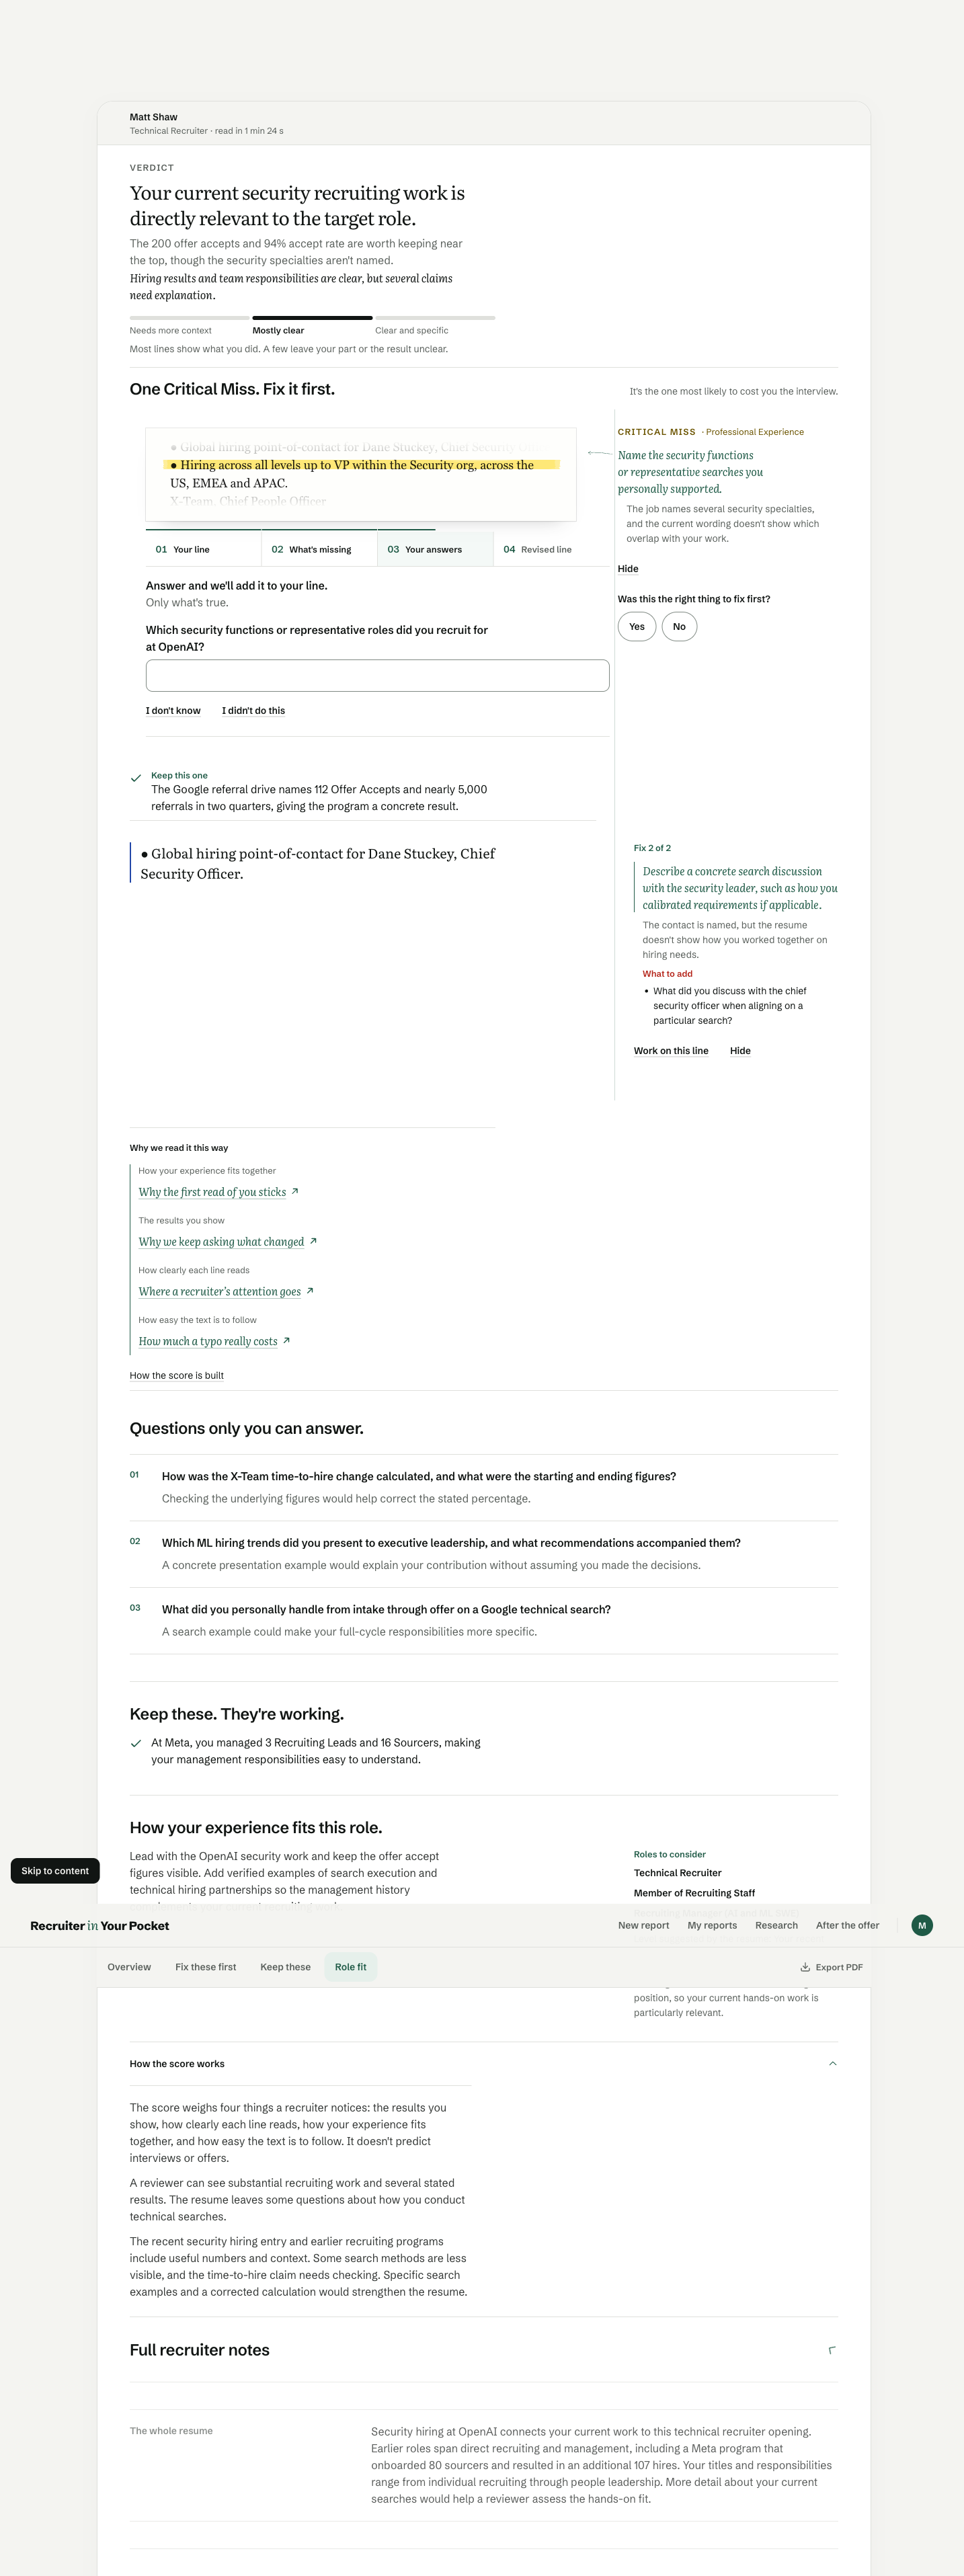 Matt Shaw
Technical Recruiter · read in 1 min 24 s
VERDICT
Your current security recruiting work is
directly relevant to the target role.
The 200 offer accepts and 94% accept rate are worth keeping near
the top, though the security specialties aren't named.
Hiring results and team responsibilities are clear, but several claims
need explanation.
Needs more context
Mostly clear
Clear and specific
Most lines show what you did. A few leave your part or the result unclear.
One Critical Miss. Fix it first.
It's the one most likely to cost you the interview.
● Global hiring point-of-contact for Dane Stuckey, Chief Security
● Hiring across all levels up to VP within the Security org, across the
US, EMEA and APAC.
X-Team, Chief People Officer
CRITICAL MISS · Professional Experience
Name the security functions
or representative searches you
personally supported.
The job names several security specialties,
and the current wording doesn't show which
overlap with your work.
Hide
Was this the right thing to fix first?
Yes
No
01 Your line
02 What's missing
03 Your answers
04 Revised line
Answer and we'll add it to your line.
Only what's true.
Which security functions or representative roles did you recruit for
at OpenAI?
I don't know
I didn't do this
Keep this one
The Google referral drive names 112 Offer Accepts and nearly 5,000
referrals in two quarters, giving the program a concrete result.
● Global hiring point-of-contact for Dane Stuckey, Chief
Security Officer.
Fix 2 of 2
Describe a concrete search discussion
with the security leader, such as how you
calibrated requirements if applicable.
The contact is named, but the resume
doesn't show how you worked together on
hiring needs.
What to add
• What did you discuss with the chief
security officer when aligning on a
particular search?
Work on this line
Hide
Why we read it this way
How your experience fits together
Why the first read of you sticks ↗
The results you show
Why we keep asking what changed ↗
How clearly each line reads
Where a recruiter's attention goes ↗
How easy the text is to follow
How much a typo really costs ↗
How the score is built
Questions only you can answer.
01
How was the X-Team time-to-hire change calculated, and what were the starting and ending figures?
Checking the underlying figures would help correct the stated percentage.
02
Which ML hiring trends did you present to executive leadership, and what recommendations accompanied them?
A concrete presentation example would explain your contribution without assuming you made the decisions.
03
What did you personally handle from intake through offer on a Google technical search?
A search example could make your full-cycle responsibilities more specific.
Keep these. They're working.
At Meta, you managed 3 Recruiting Leads and 16 Sourcers, making
your management responsibilities easy to understand.
How your experience fits this role.
Lead with the OpenAI security work and keep the offer accept
figures visible. Add verified examples of search execution and
technical hiring partnerships so the management history
complements your current recruiting work.
Roles to consider
Technical Recruiter
Member of Recruiting Staff
Skip to content
Recruiter in Your Pocket
New report
My reports
Research
After the offer
M
Overview
Fix these first
Keep these
Role fit
Export PDF
position, so your current hands-on work is
particularly relevant.
How the score works
The score weighs four things a recruiter notices: the results you
show, how clearly each line reads, how your experience fits
together, and how easy the text is to follow. It doesn't predict
interviews or offers.
A reviewer can see substantial recruiting work and several stated
results. The resume leaves some questions about how you conduct
technical searches.
The recent security hiring entry and earlier recruiting programs
include useful numbers and context. Some search methods are less
visible, and the time-to-hire claim needs checking. Specific search
examples and a corrected calculation would strengthen the resume.
Full recruiter notes
The whole resume
Security hiring at OpenAI connects your current work to this technical recruiter opening.
Earlier roles span direct recruiting and management, including a Meta program that
onboarded 80 sourcers and resulted in an additional 107 hires. Your titles and responsibilities
range from individual recruiting through people leadership. More detail about your current
searches would help a reviewer assess the hands-on fit.